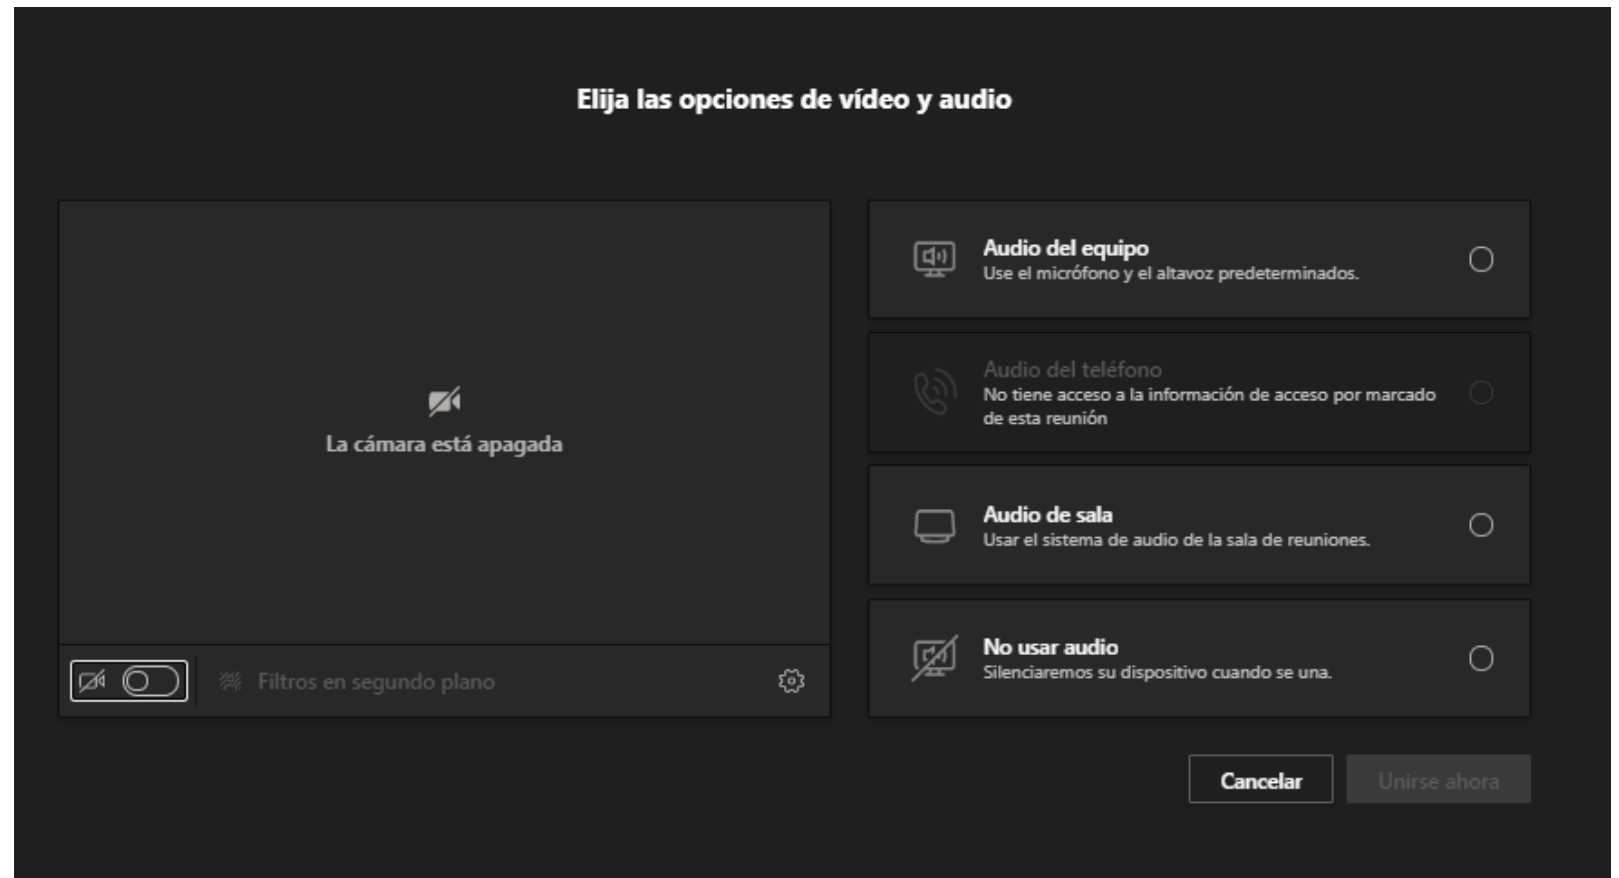 Elija las opciones de vídeo y audio
La cámara está apagada
Filtros en segundo plano
Audio del equipo
Use el micrófono y el altavoz predeterminados.
Audio del teléfono
No tiene acceso a la información de acceso por marcado
de esta reunión
Audio de sala
Usar el sistema de audio de la sala de reuniones.
No usar audio
Silenciaremos su dispositivo cuando se una.
Cancelar
Unirse ahora